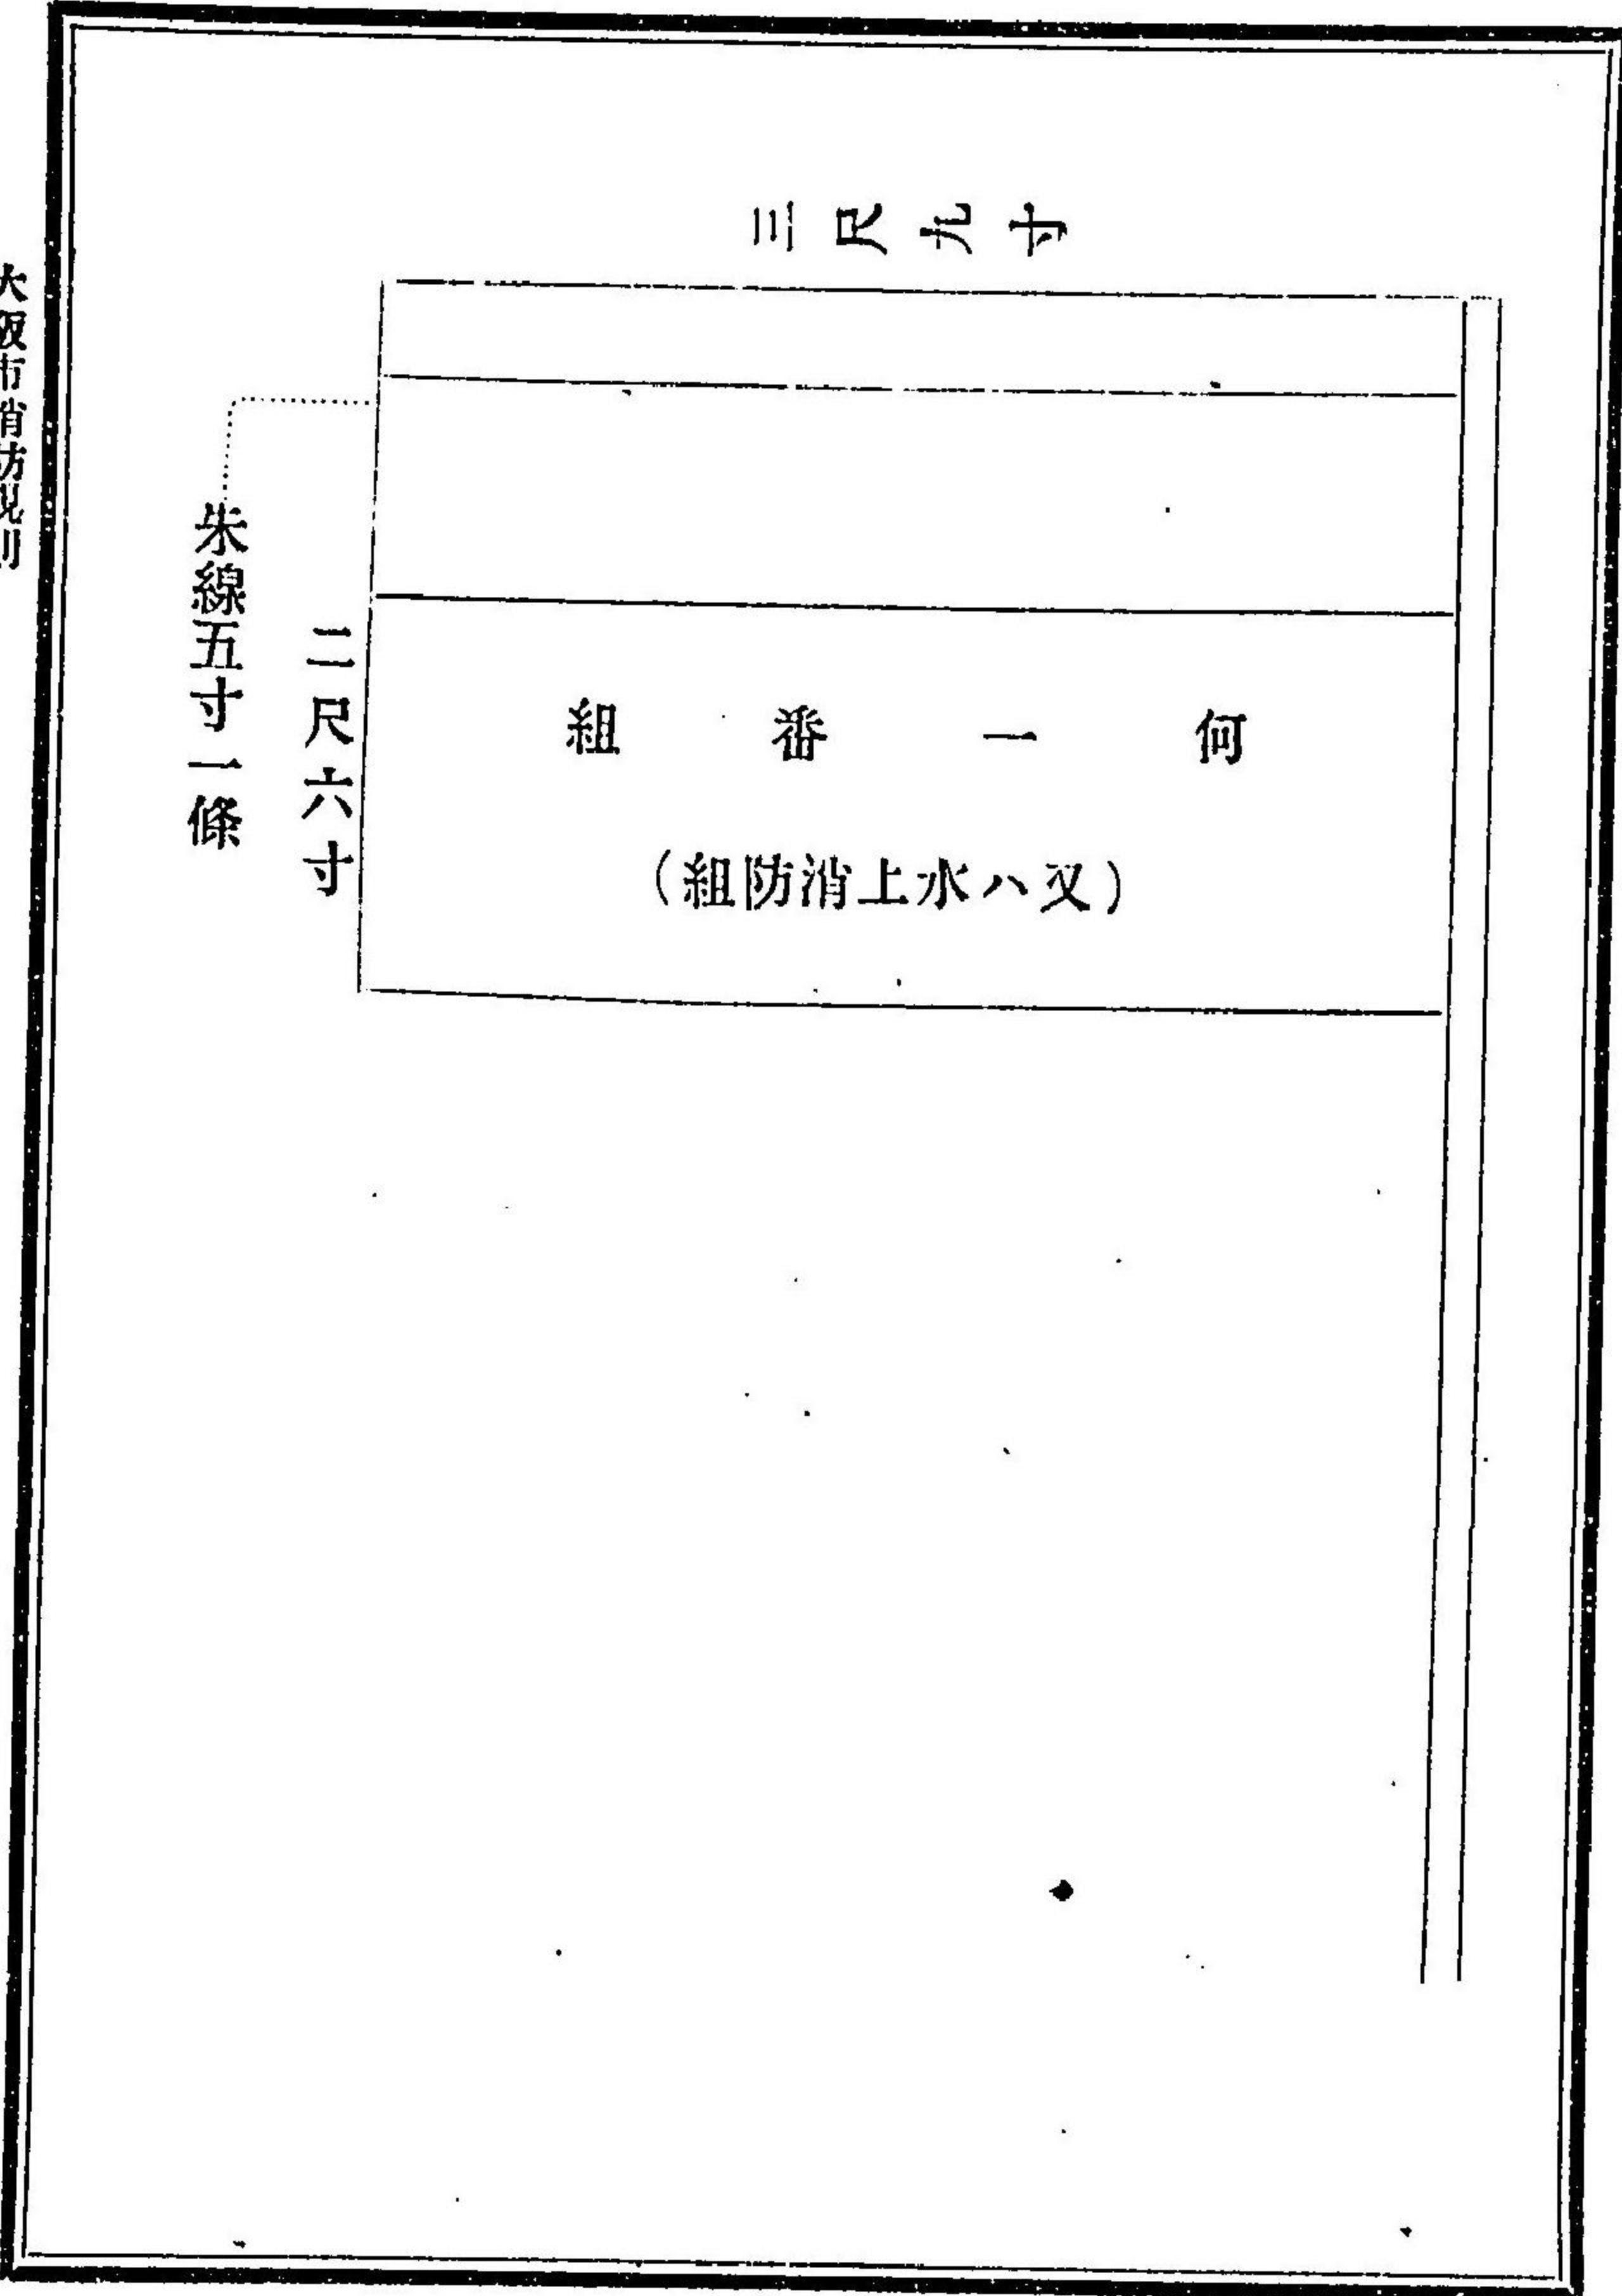 三尺九寸
何一番組
(又ハ水上消防組)
二尺六寸
朱線五寸一條
大阪市消防規則